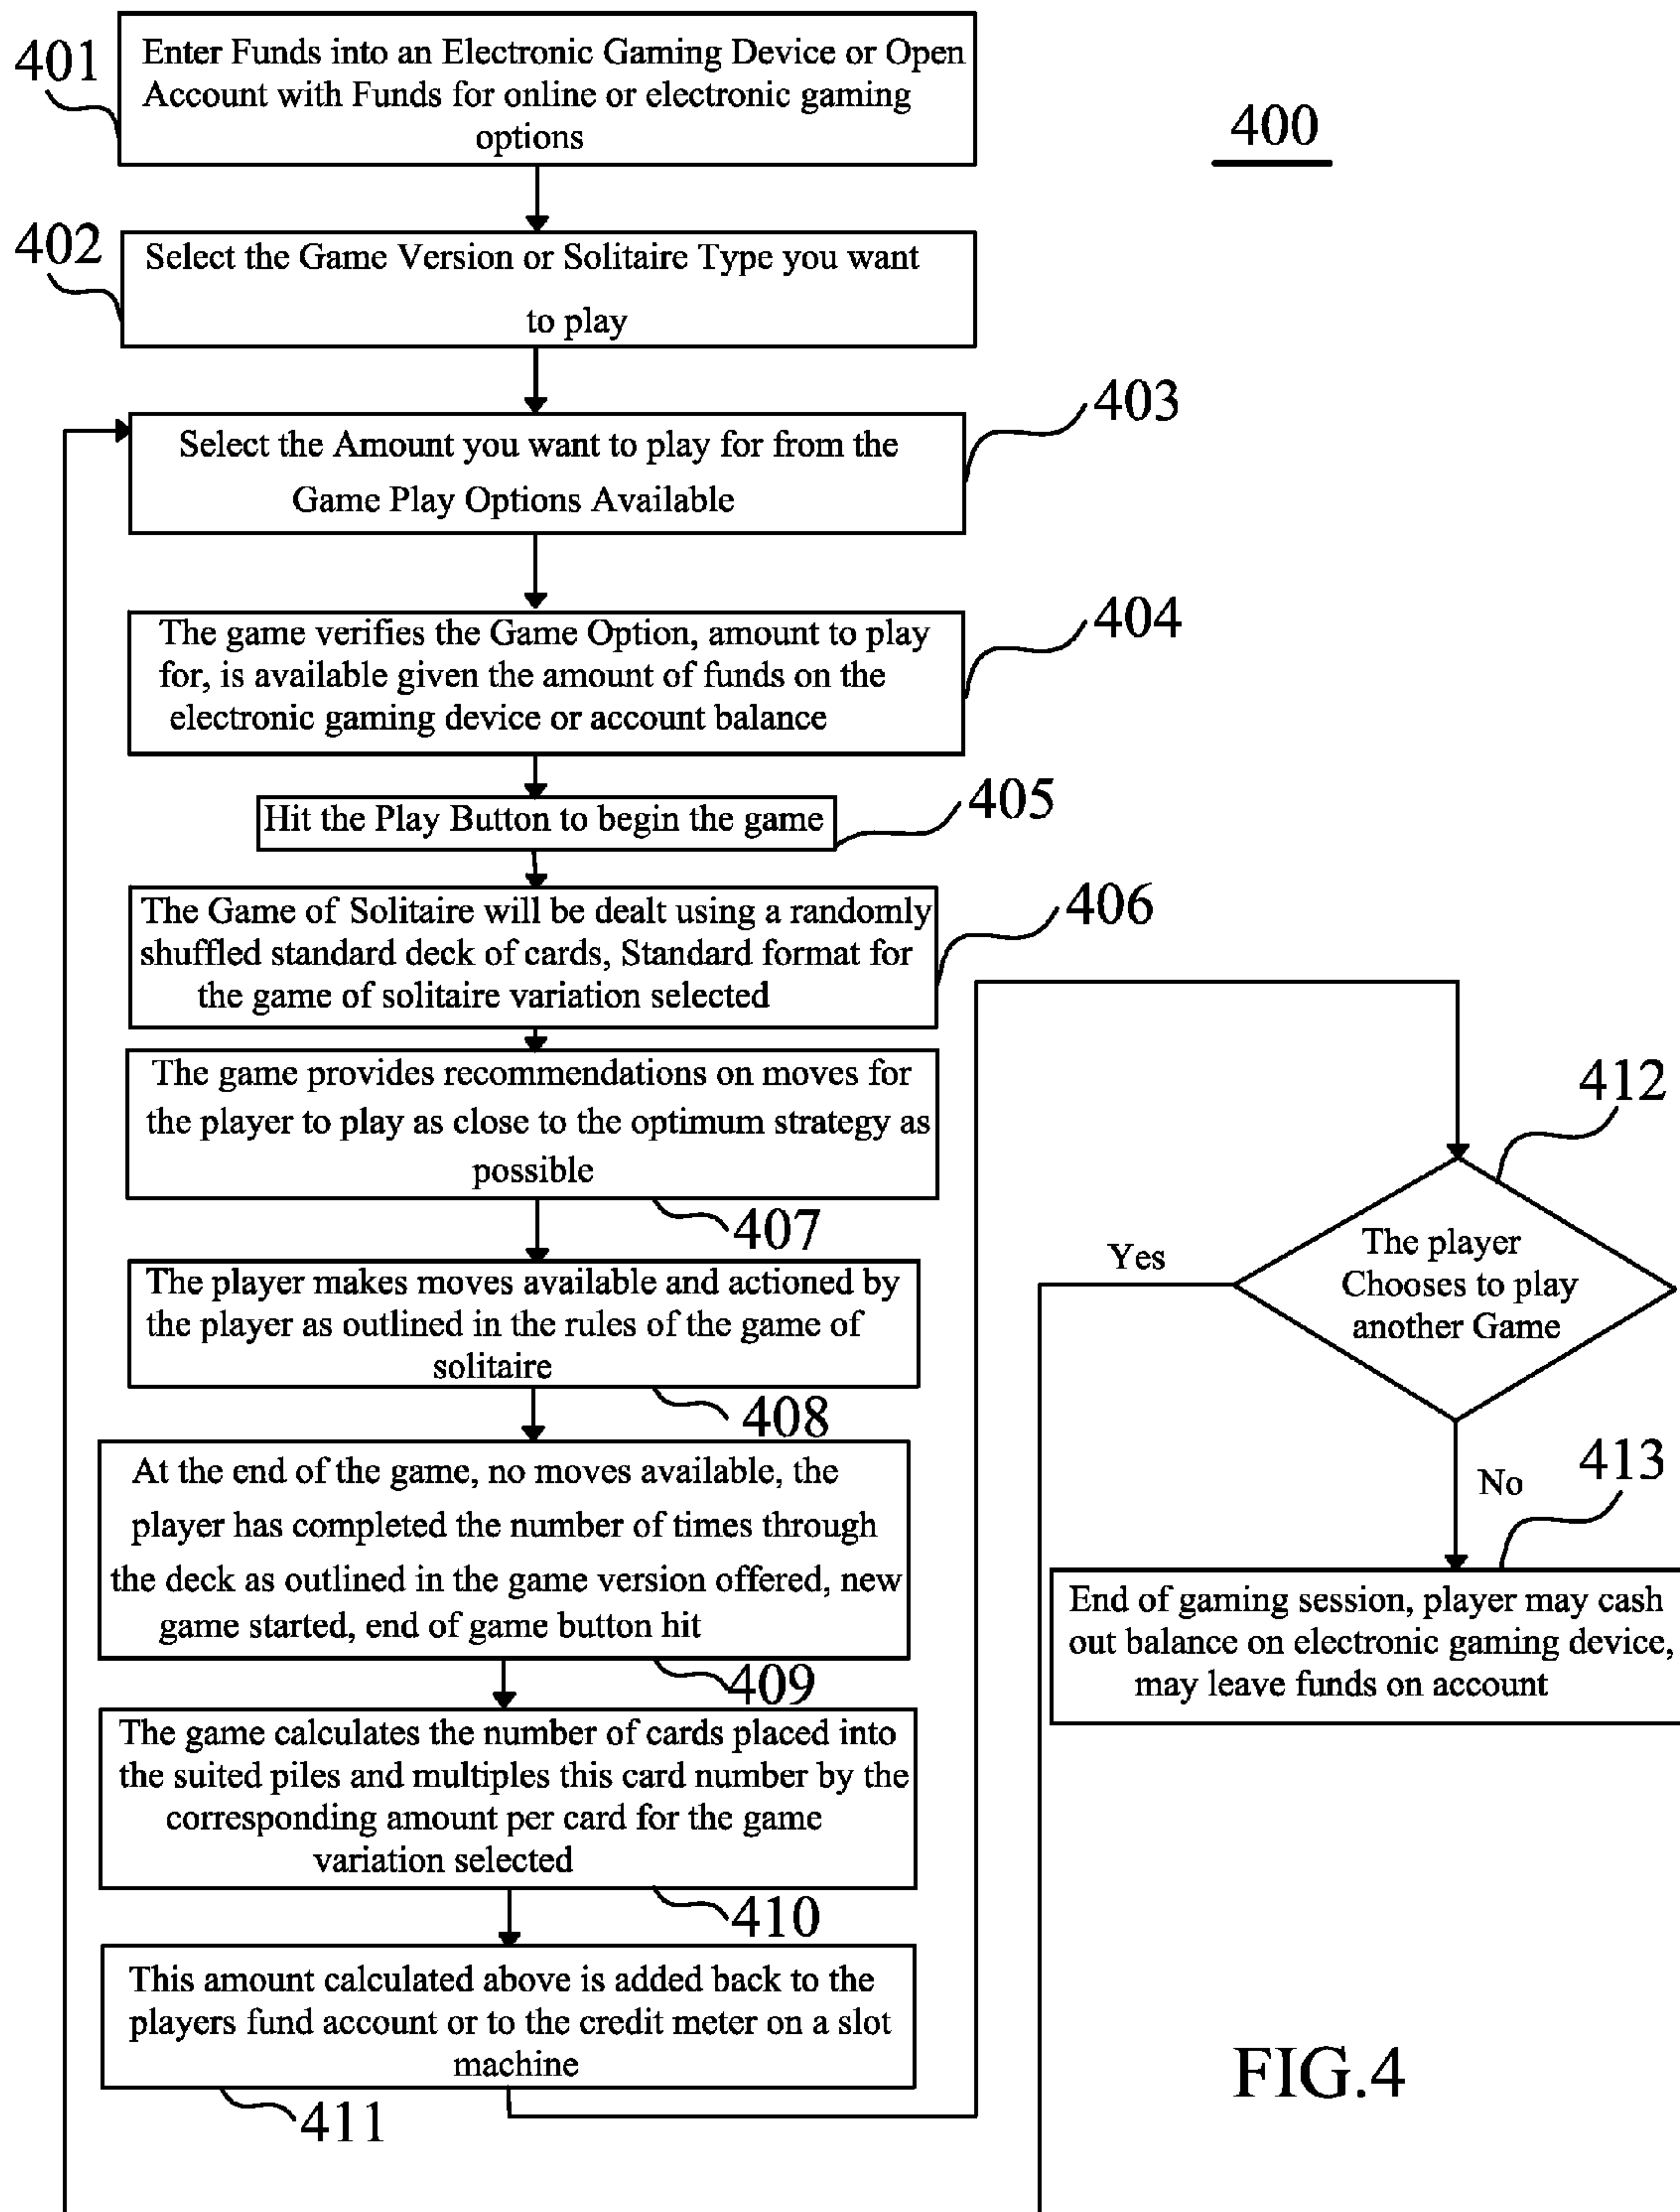 401
Enter Funds into an Electronic Gaming Device or Open
Account with Funds for online or electronic gaming
options
400
402
Select the Game Version or Solitaire Type you want
to play
403
Select the Amount you want to play for from the
Game Play Options Available
404
The game verifies the Game Option, amount to play
for, is available given the amount of funds on the
electronic gaming device or account balance
405
Hit the Play Button to begin the game
406
The Game of Solitaire will be dealt using a randomly
shuffled standard deck of cards, Standard format for
the game of solitaire variation selected
The game provides recommendations on moves for
the player to play as close to the optimum strategy as
possible
407
The player makes moves available and actioned by
the player as outlined in the rules of the game of
solitaire
408
At the end of the game, no moves available, the
player has completed the number of times through
the deck as outlined in the game version offered, new
game started, end of game button hit
409
The game calculates the number of cards placed into
the suited piles and multiples this card number by the
corresponding amount per card for the game
variation selected
410
This amount calculated above is added back to the
players fund account or to the credit meter on a slot
machine
411
412
The player
Chooses to play
another Game
Yes
No
413
End of gaming session, player may cash
out balance on electronic gaming device,
may leave funds on account
FIG.4